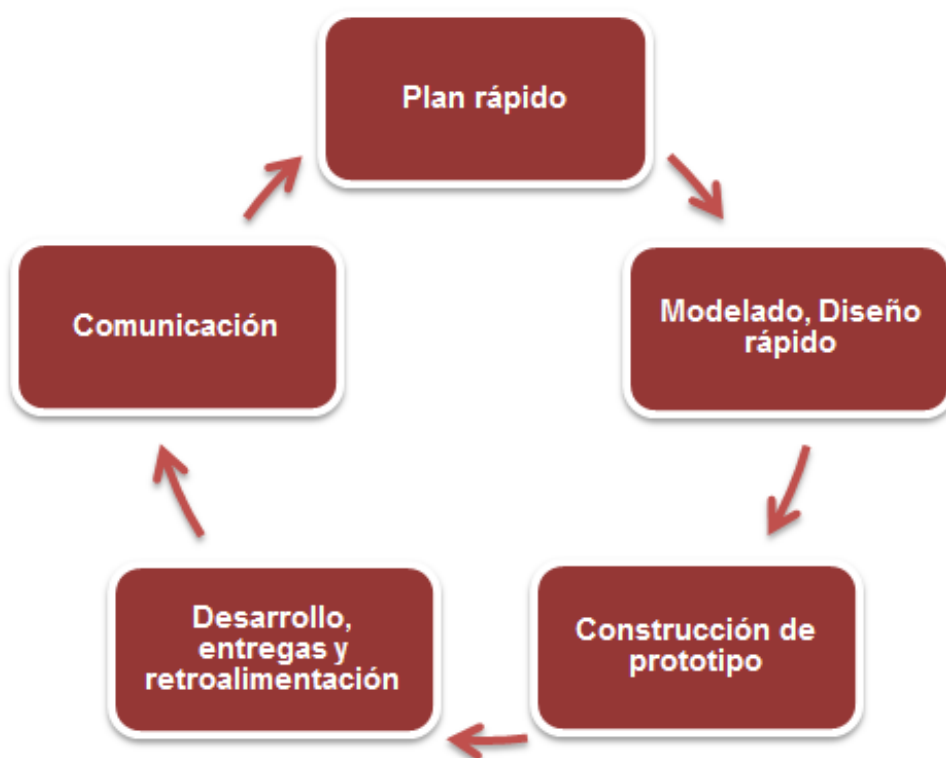 Plan rápido
Modelado, Diseño
rápido
Construcción de
prototipo
Desarrollo,
entregas y
retroalimentación
Comunicación